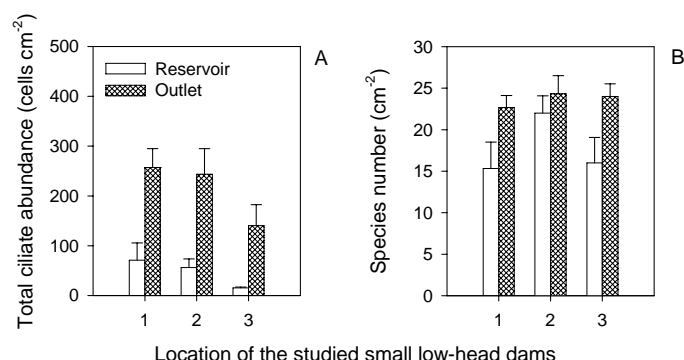 Total ciliate abundance (cells cm-2)
500
400
300
200
100
0
Reservoir
Outlet
A
1 2 3
Species number (cm-2)
30
25
20
15
10
5
0
B
1 2 3
Location of the studied small low-head dams